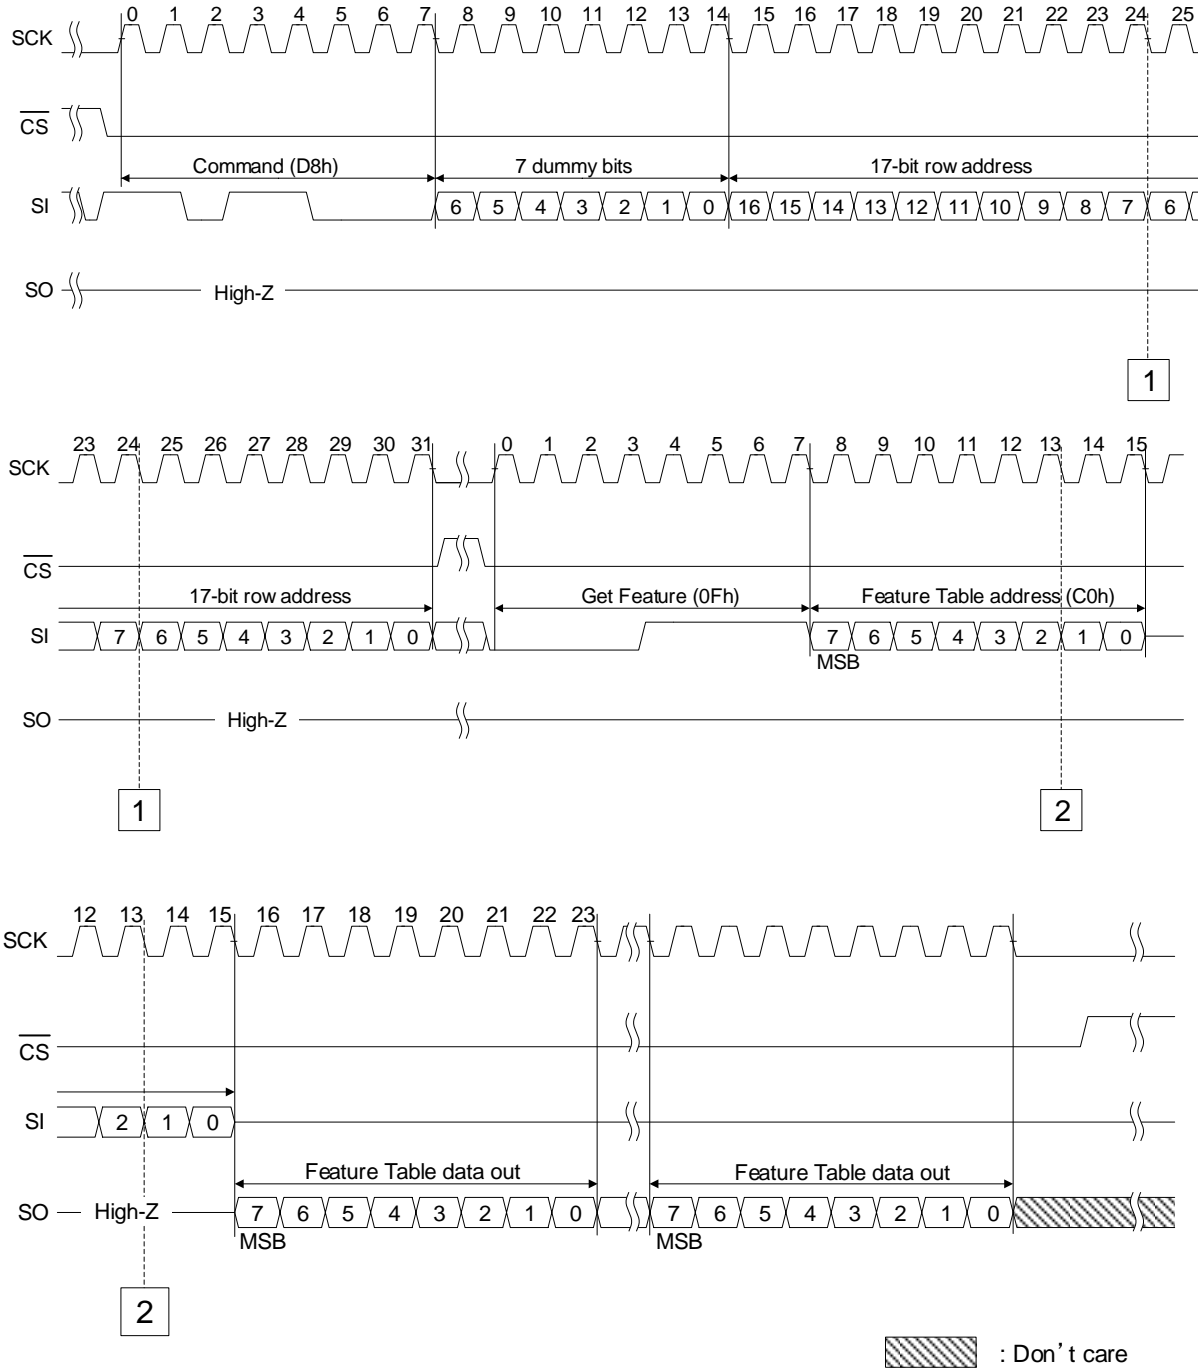 0 1 2 3 4 5 6 7 8 9 10 11 12 13 14 15 16 17 18 19 20 21 22 23 24 25
SCK
CS
Command (D8h) 7 dummy bits 17-bit row address
SI 6 5 4 3 2 1 0 16 15 14 13 12 11 10 9 8 7 6
SO High-Z
1
23 24 25 26 27 28 29 30 31 0 1 2 3 4 5 6 7 8 9 10 11 12 13 14 15
SCK
CS
17-bit row address Get Feature (0Fh) Feature Table address (C0h)
SI 7 6 5 4 3 2 1 0 7 6 5 4 3 2 1 0
MSB
SO High-Z
1 2
12 13 14 15 16 17 18 19 20 21 22 23
SCK
CS
SI 2 1 0
Feature Table data out Feature Table data out
SO High-Z 7 6 5 4 3 2 1 0 7 6 5 4 3 2 1 0
MSB MSB
2
: Don't care